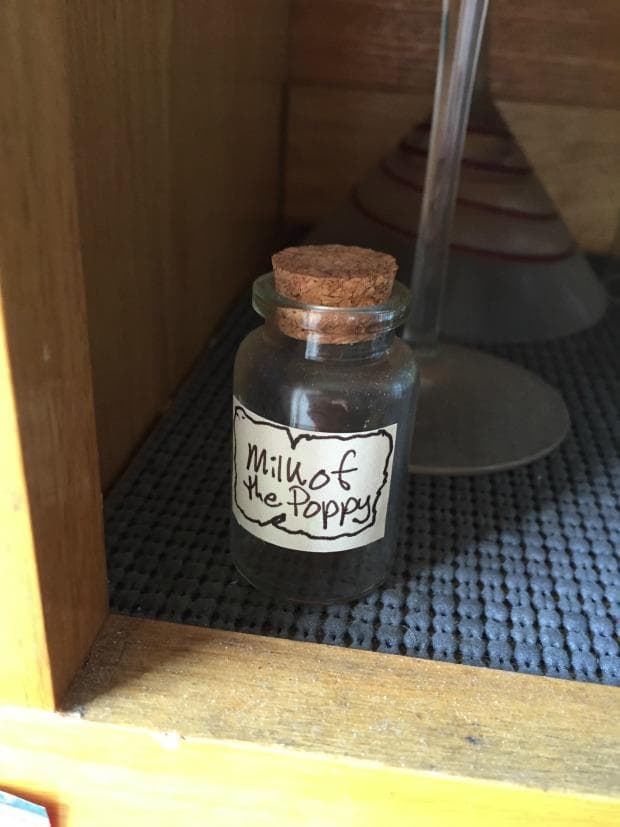 Milk of
the Poppy